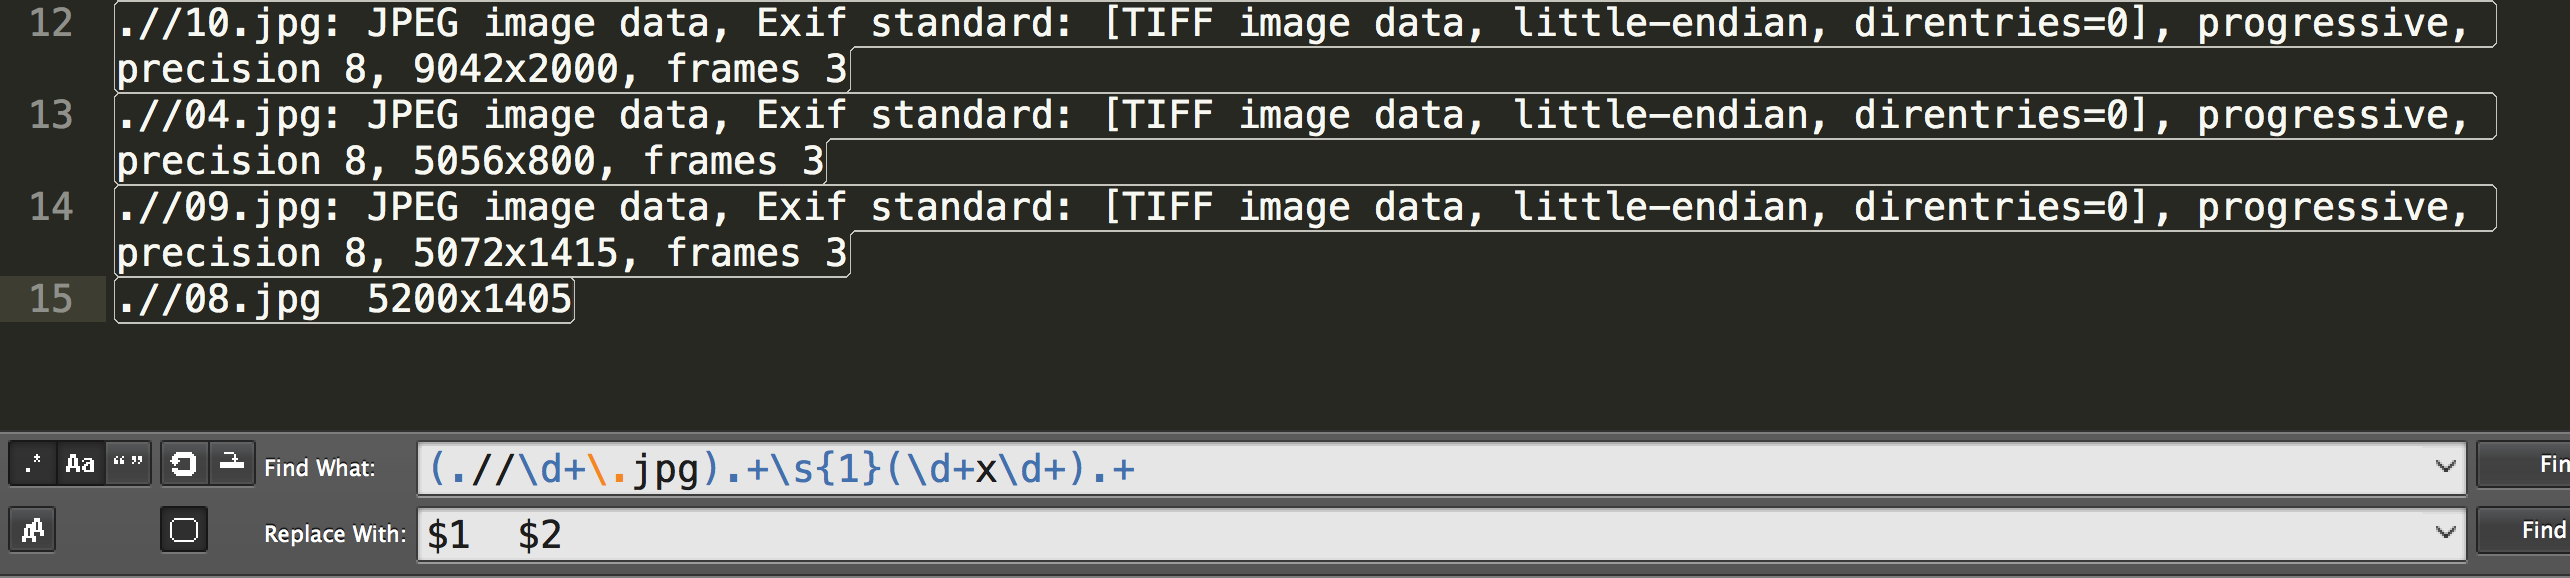 12 .//10.jpg: JPEG image data, Exif standard: [TIFF image data, little-endian, direntries=0], progressive,
precision 8, 9042x2000, frames 3
13 .//04.jpg: JPEG image data, Exif standard: [TIFF image data, little-endian, direntries=0], progressive,
precision 8, 5056x800, frames 3
14 .//09.jpg: JPEG image data, Exif standard: [TIFF image data, little-endian, direntries=0], progressive,
precision 8, 5072x1415, frames 3
15 .//08.jpg  5200x1405
.* Aa “” Find What: (.//\d+\.jpg).+\s{1}(\d+x\d+).+ Fin
AA Replace With: $1  $2 Find